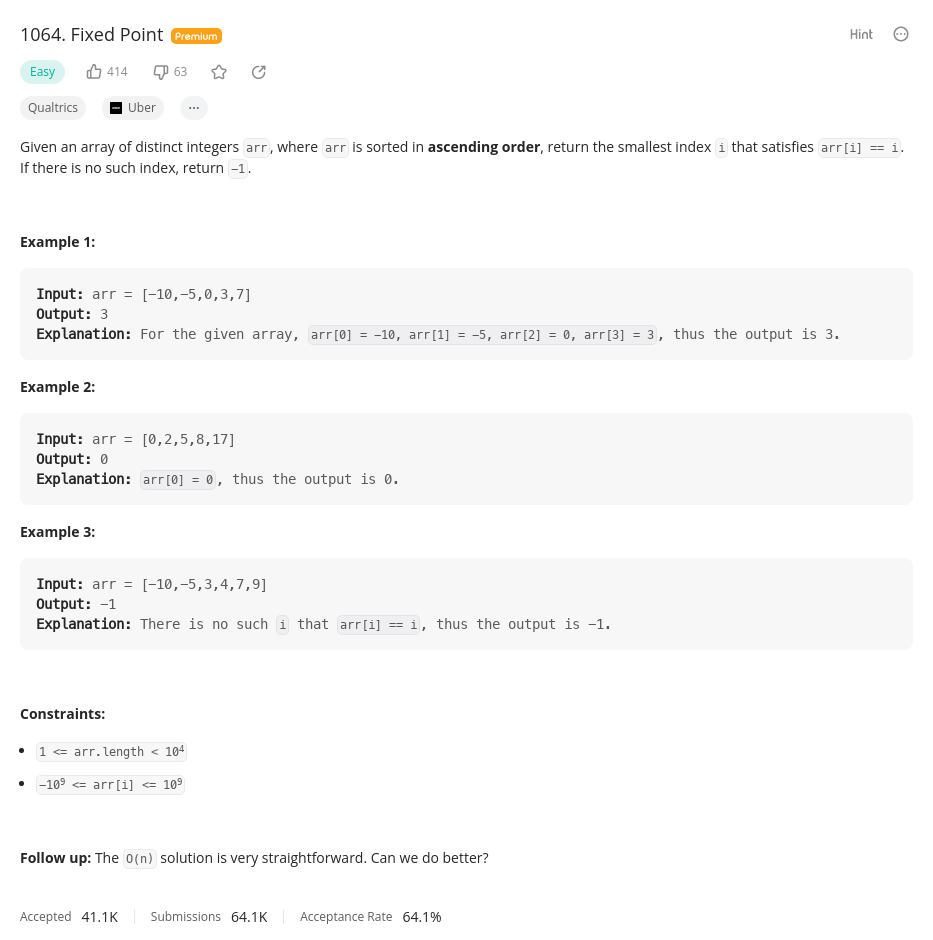 1064. Fixed Point Premium Hint
Easy 414 63
Qualtrics Uber ...
Given an array of distinct integers arr, where arr is sorted in ascending order, return the smallest index i that satisfies arr[i] == i.
If there is no such index, return -1.
Example 1:
Input: arr = [-10,-5,0,3,7]
Output: 3
Explanation: For the given array, arr[0] = -10, arr[1] = -5, arr[2] = 0, arr[3] = 3, thus the output is 3.
Example 2:
Input: arr = [0,2,5,8,17]
Output: 0
Explanation: arr[0] = 0, thus the output is 0.
Example 3:
Input: arr = [-10,-5,3,4,7,9]
Output: -1
Explanation: There is no such i that arr[i] == i, thus the output is -1.
Constraints:
• 1 <= arr.length < 10⁴
• -10⁹ <= arr[i] <= 10⁹
Follow up: The O(n) solution is very straightforward. Can we do better?
Accepted 41.1K Submissions 64.1K Acceptance Rate 64.1%